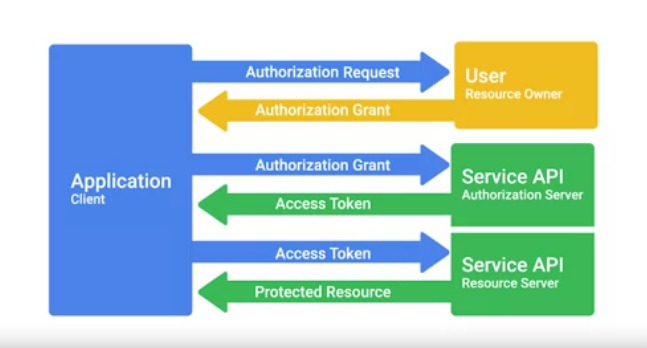 Authorization Request
User
Resource Owner
Authorization Grant
Application
Client
Authorization Grant
Service API
Authorization Server
Access Token
Access Token
Service API
Resource Server
Protected Resource